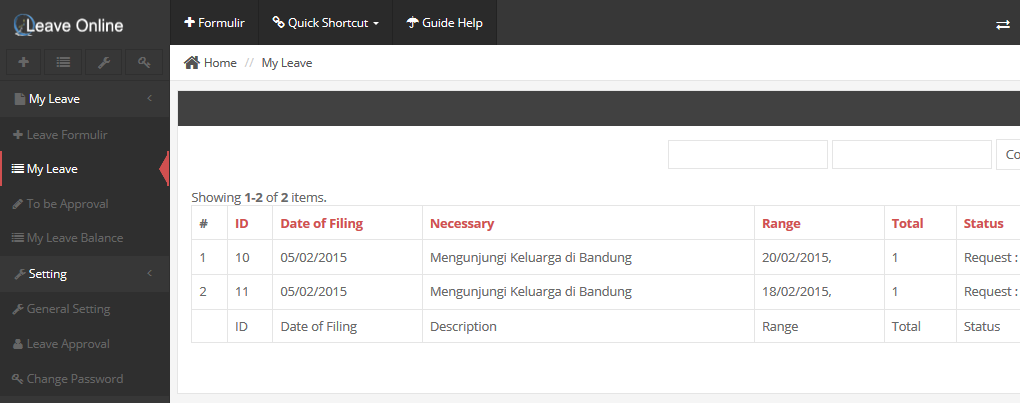 Leave Online
Formulir
Quick Shortcut
Guide Help
Home // My Leave
My Leave
Leave Formulir
My Leave
To be Approval
My Leave Balance
Setting
General Setting
Leave Approval
Change Password
Co
Showing 1-2 of 2 items.
# ID Date of Filing Necessary Range Total Status
1 10 05/02/2015 Mengunjungi Keluarga di Bandung 20/02/2015, 1 Request :
2 11 05/02/2015 Mengunjungi Keluarga di Bandung 18/02/2015, 1 Request :
ID Date of Filing Description Range Total Status